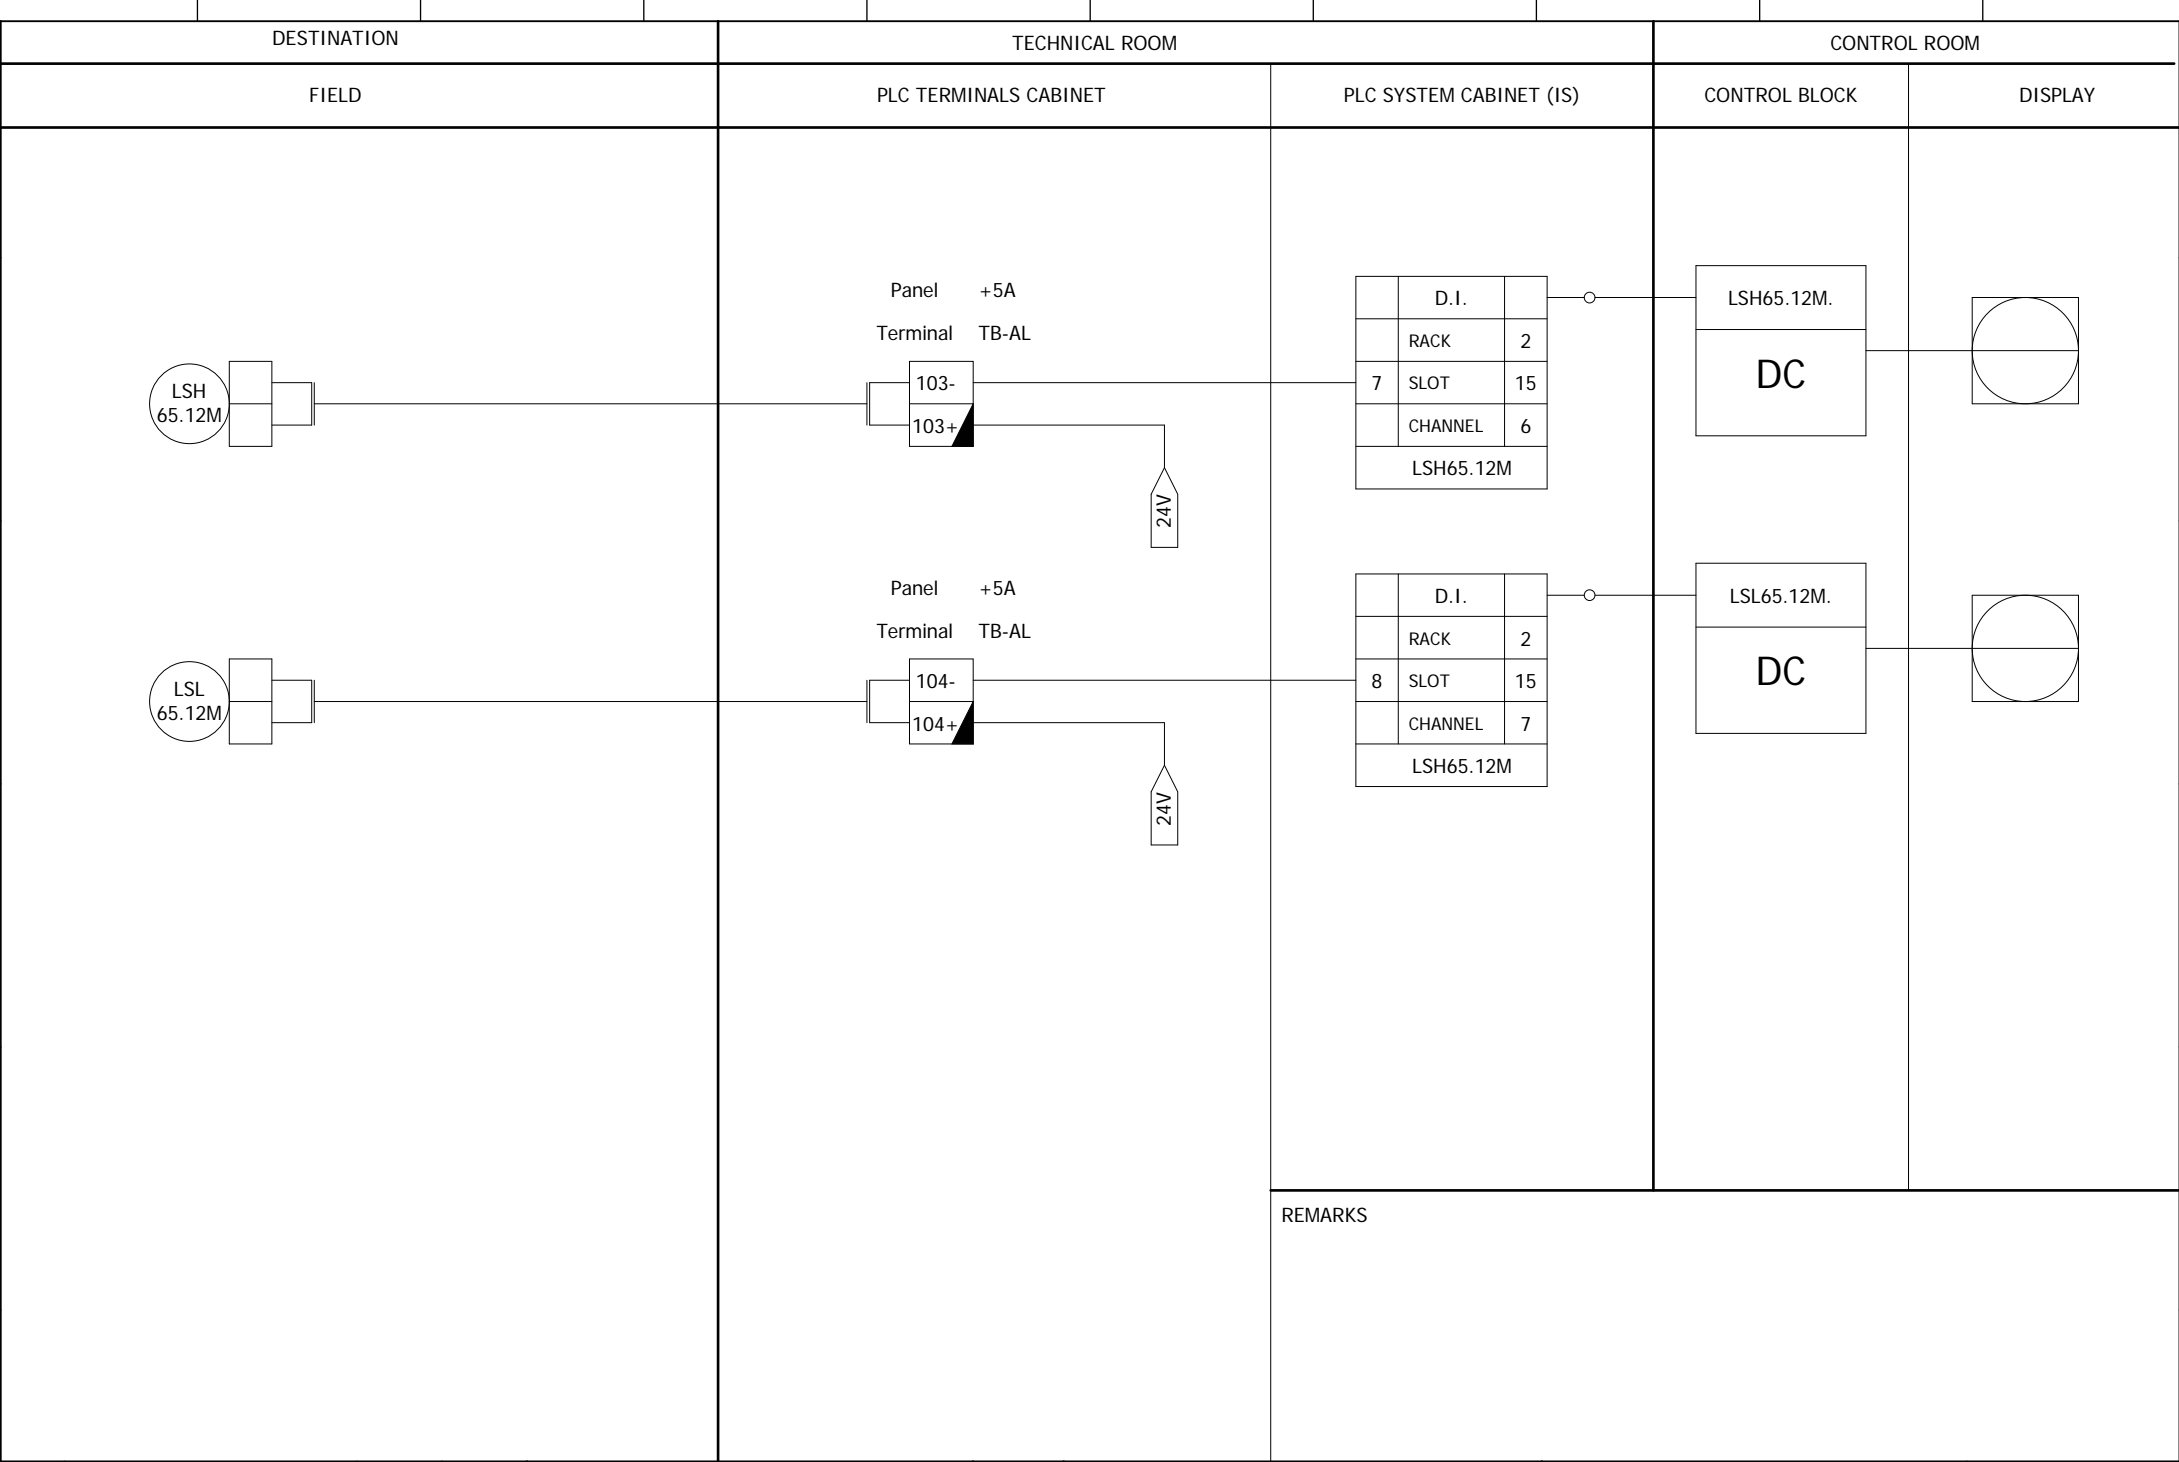 DESTINATION
TECHNICAL ROOM
CONTROL ROOM
FIELD
PLC TERMINALS CABINET
PLC SYSTEM CABINET (IS)
CONTROL BLOCK
DISPLAY
LSH
65.12M
Panel +5A
Terminal TB-AL
103-
103+
24V
D.I.
RACK 2
7 SLOT 15
CHANNEL 6
LSH65.12M
LSH65.12M.
DC
LSL
65.12M
Panel +5A
Terminal TB-AL
104-
104+
24V
D.I.
RACK 2
8 SLOT 15
CHANNEL 7
LSH65.12M
LSL65.12M.
DC
REMARKS